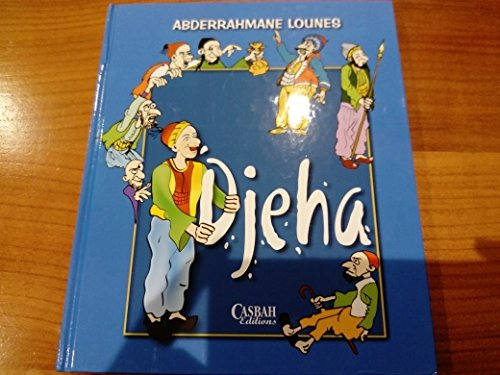 ABDERRAHMANE LOUNES
Djeha
CASBAH
Editions